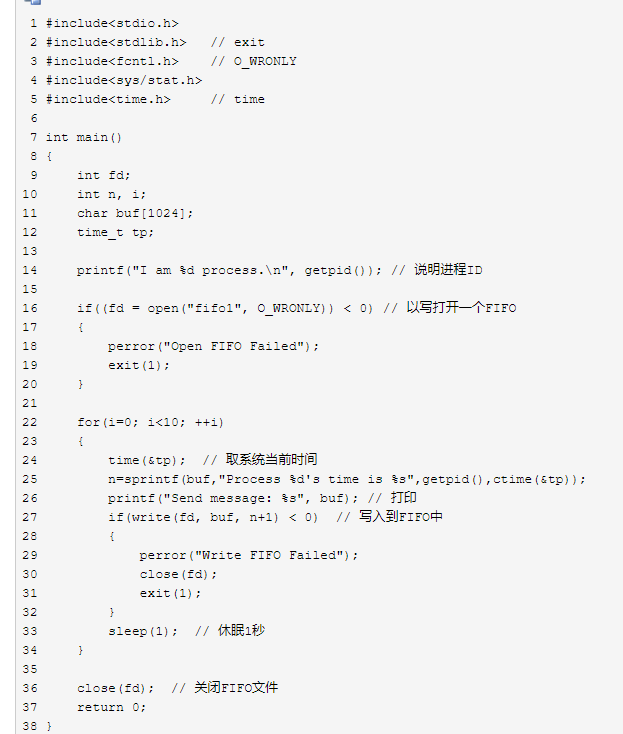 1 #include<stdio.h>
2 #include<stdlib.h>   // exit
3 #include<fcntl.h>    // O_WRONLY
4 #include<sys/stat.h>
5 #include<time.h>     // time
6
7 int main()
8 {
9     int fd;
10     int n, i;
11     char buf[1024];
12     time_t tp;
13
14     printf("I am %d process.\n", getpid()); // 说明进程ID
15
16     if((fd = open("fifo1", O_WRONLY)) < 0) // 以写打开一个FIFO
17     {
18         perror("Open FIFO Failed");
19         exit(1);
20     }
21
22     for(i=0; i<10; ++i)
23     {
24         time(&tp);  // 取系统当前时间
25         n=sprintf(buf,"Process %d's time is %s",getpid(),ctime(&tp));
26         printf("Send message: %s", buf); // 打印
27         if(write(fd, buf, n+1) < 0)  // 写入到FIFO中
28         {
29             perror("Write FIFO Failed");
30             close(fd);
31             exit(1);
32         }
33         sleep(1);  // 休眠1秒
34     }
35
36     close(fd);  // 关闭FIFO文件
37     return 0;
38 }